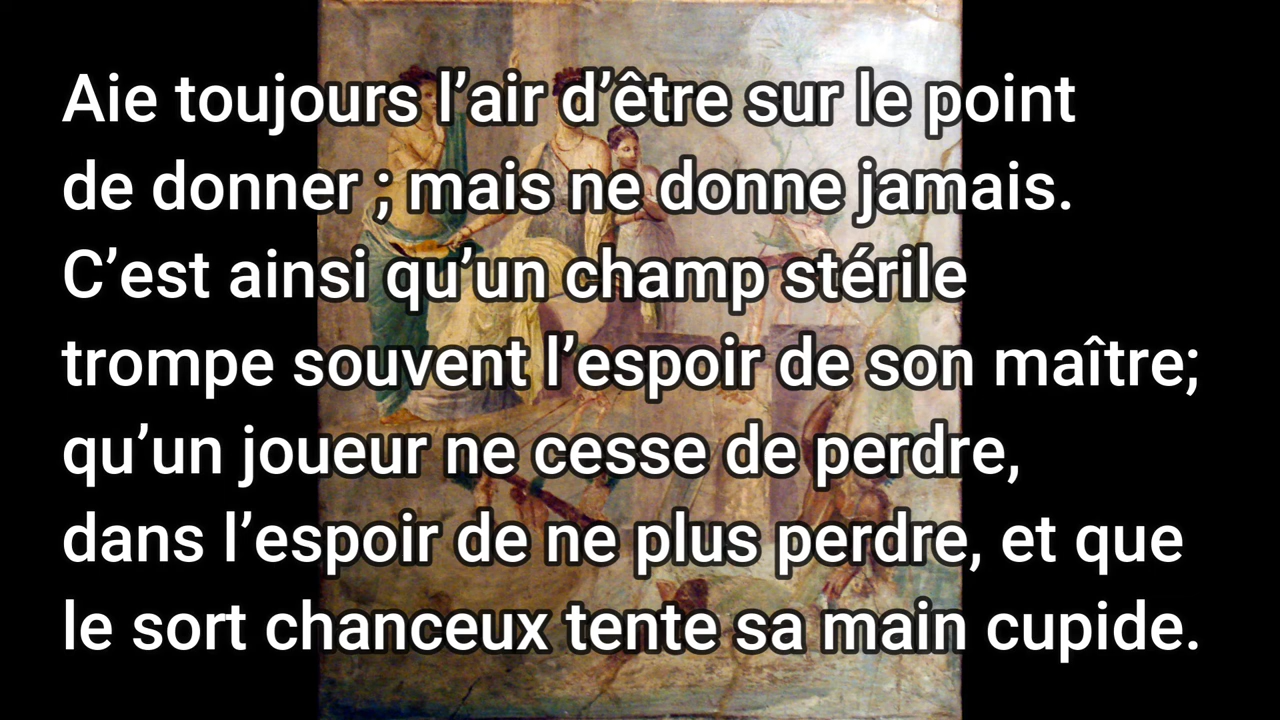 Aie toujours l’air d’être sur le point
de donner ; mais ne donne jamais.
C’est ainsi qu’un champ stérile
trompe souvent l’espoir de son maître;
qu’un joueur ne cesse de perdre,
dans l’espoir de ne plus perdre, et que
le sort chanceux tente sa main cupide.